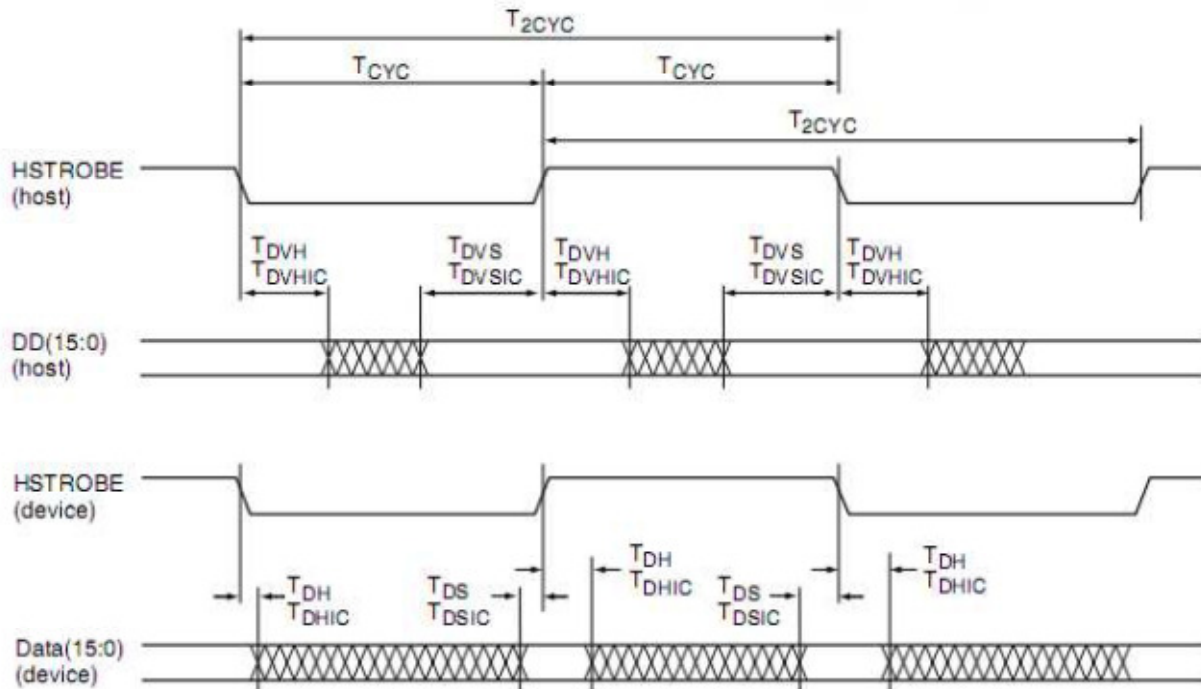 T2CYC
TCYC TCYC
T2CYC
HSTROBE
(host)
TDVH TDVS TDVH TDVS TDVH
TDVHIC TDVSIC TDVHIC TDVSIC TDVHIC
DD(15:0)
(host)
HSTROBE
(device)
TDH TDH
TDHIC TDHIC
TDH TDS TDS
TDHIC TDSIC TDSIC
Data(15:0)
(device)